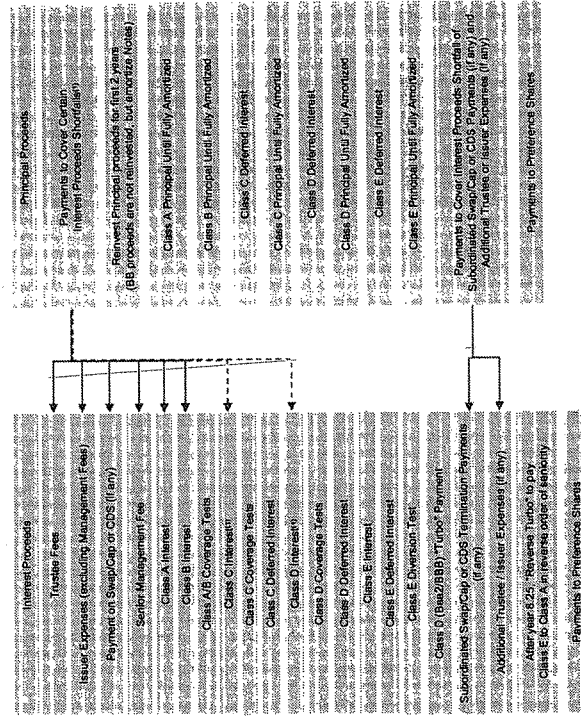 Interest Proceeds
Trustee Fees
Issuer Expenses (excluding Management Fees)
Payment on Swap/Cap or CDS (if any)
Senior Management Fee
Class A Interest
Class B Interest
Class A/B Coverage Tests
Class C Interest
Class C Coverage Tests
Class C Deferred Interest
Class D Interest
Class D Coverage Tests
Class D Deferred Interest
Class E Interest
Class E Deferred Interest
Class E Diversion Test
Class D (Baa2/BBB) "Turbo" Payment
Subordinated Swap/Cap or CDS Termination Payments
(if any)
Additional Trustee / Issuer Expenses (if any)
After year 8.25 "Reverse Turbo" to pay
Class E to Class A in reverse order of seniority
Payments to Preference Shares
Principal Proceeds
Payments to Cover Certain
Interest Proceeds Shortfalls
Reinvest Principal proceeds for first 2 years
(BB proceeds are not reinvested, but amortize Notes)
Class A Principal Until Fully Amortized
Class B Principal Until Fully Amortized
Class C Deferred Interest
Class C Principal Until Fully Amortized
Class D Deferred Interest
Class D Principal Until Fully Amortized
Class E Deferred Interest
Class E Principal Until Fully Amortized
Payments to Cover Interest Proceeds Shortfall of
Subordinated Swap/Cap or CDS Payments (if any) and
Additional Trustee or Issuer Expenses (if any)
Payments to Preference Shares